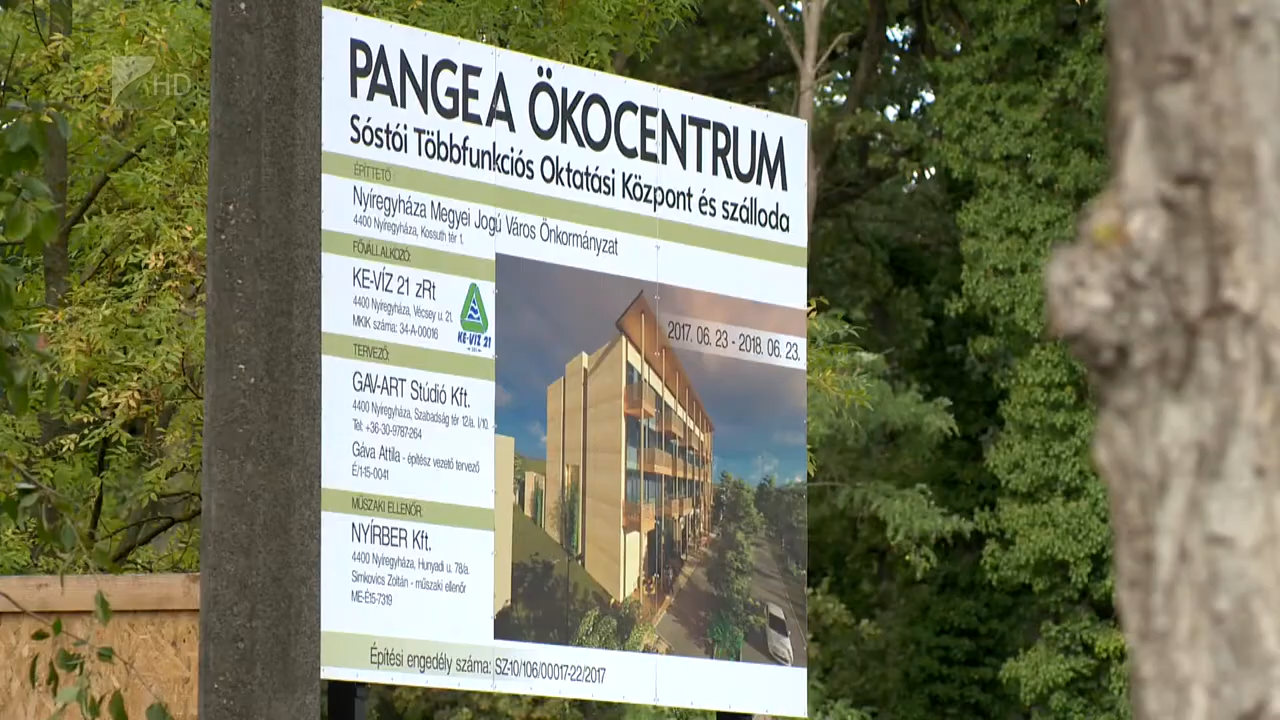 HD
PANGEA ÖKOCENTRUM
Sóstói Többfunkciós Oktatási Központ és szálloda
ÉPÍTTETŐ
Nyíregyháza Megyei Jogú Város Önkormányzat
4400 Nyíregyháza, Kossuth tér 1.
FŐVÁLLALKOZÓ:
KE-VÍZ 21 zRt
4400 Nyíregyháza, Vécsey u. 21.
MKIK száma: 34-A-00016
KE-VÍZ 21
2017. 06. 23 - 2018. 06. 23.
TERVEZŐ:
GAV-ART Stúdió Kft.
4400 Nyíregyháza, Szabadság tér 12/a. I/10.
Tel: +36-30-9787-264
Gáva Attila - építész vezető tervező
É/1-15-0041
MŰSZAKI ELLENŐR:
NYÍRBER Kft.
4400 Nyíregyháza, Hunyadi u. 78/a.
Simkovics Zoltán - műszaki ellenőr
ME-É-15-7319
Építési engedély száma: SZ-10/106/00017-22/2017